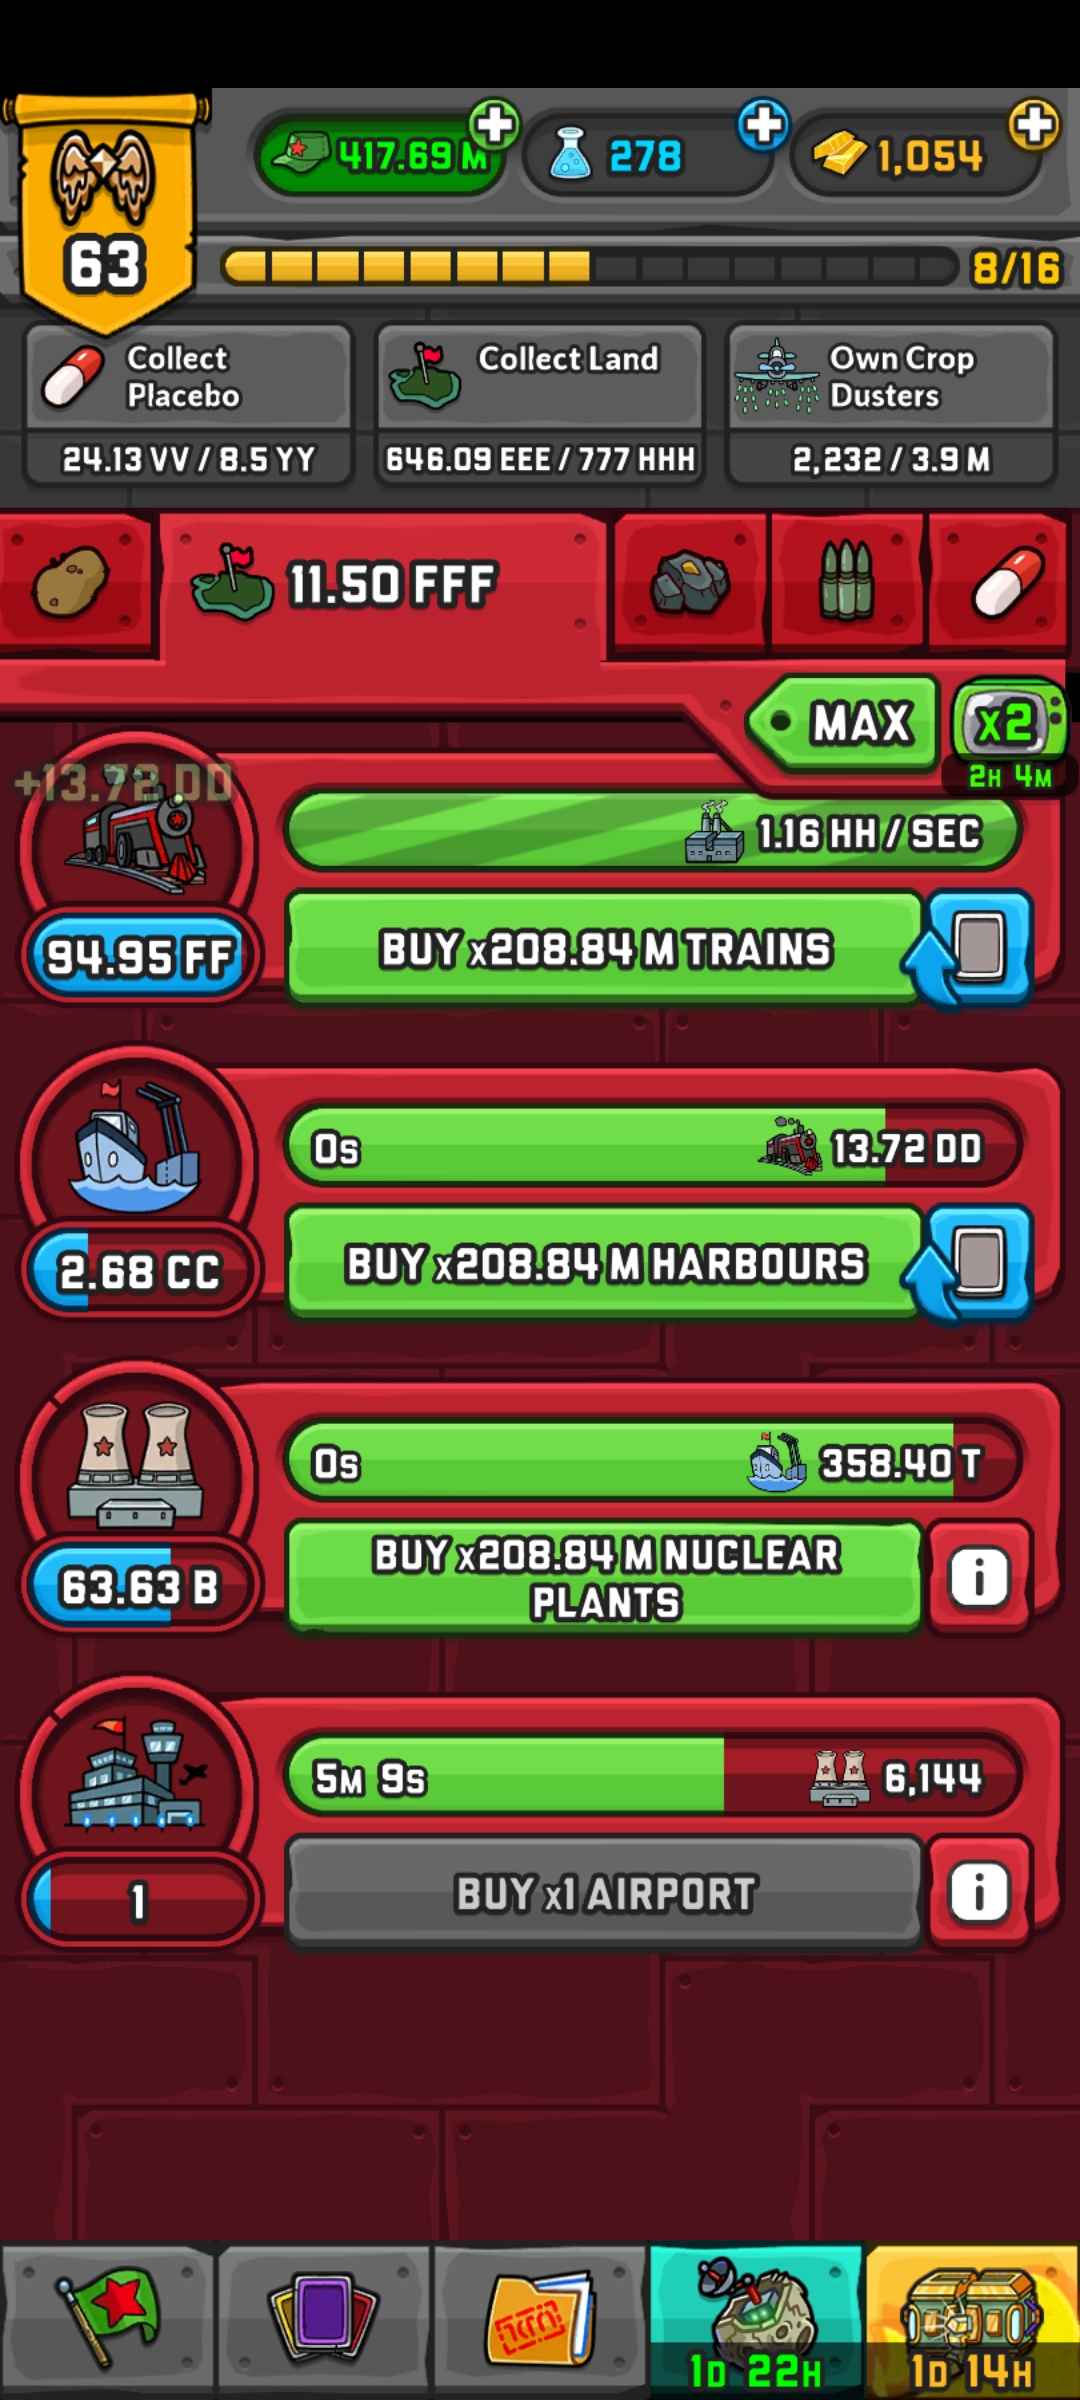 417.69 M
278
1,054
63
8/16
Collect
Placebo
24.13 VV / 8.5 YY
Collect Land
646.09 EEE / 777 HHH
Own Crop
Dusters
2,232 / 3.9 M
11.50 FFF
MAX
x2
2H 4M
+13.72 DD
1.16 HH / SEC
94.95 FF
BUY x208.84 M TRAINS
0s
13.72 DD
2.68 CC
BUY x208.84 M HARBOURS
0s
358.40 T
63.63 B
BUY x208.84 M NUCLEAR
PLANTS
i
5M 9s
6,144
1
BUY x1 AIRPORT
i
1D 22H
1D 14H